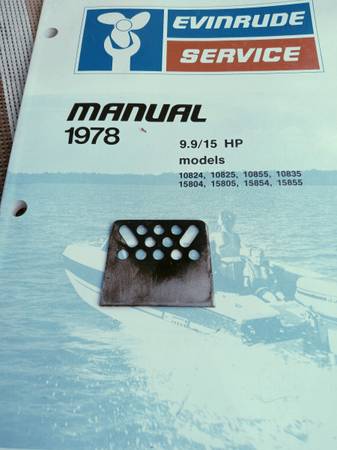 EVINRUDE
SERVICE
MANUAL
1978
9.9/15 HP
models
10824, 10825, 10855, 10835
15804, 15805, 15854, 15855